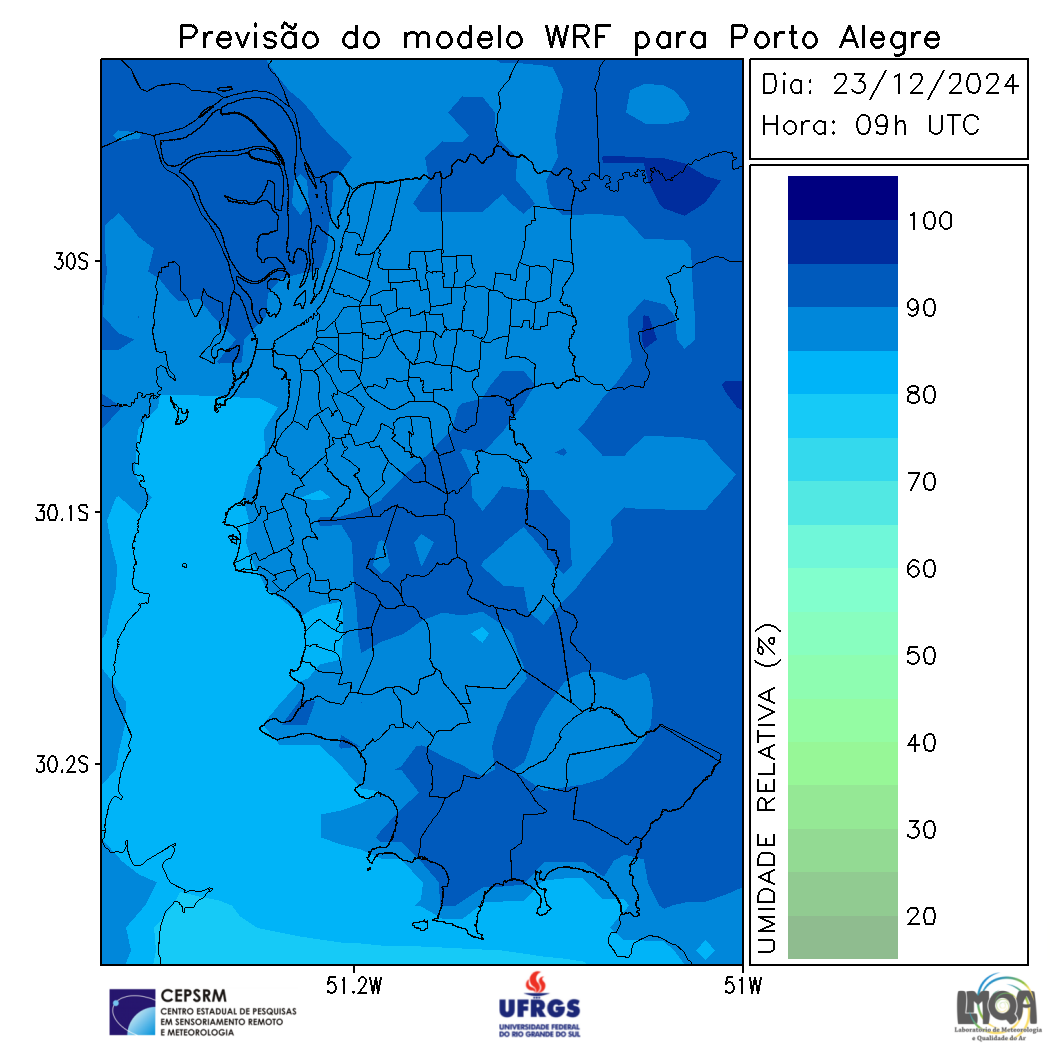 Previsão do modelo WRF para Porto Alegre
Dia: 23/12/2024
Hora: 09h UTC
100
90
80
70
60
50
40
30
20
UMIDADE RELATIVA (%)
30S
30.1S
30.2S
51.2W
51W
CEPSRM
CENTRO ESTADUAL DE PESQUISAS
EM SENSORIAMENTO REMOTO
E METEOROLOGIA
UFRGS
UNIVERSIDADE FEDERAL
DO RIO GRANDE DO SUL
LMQA
Laboratório de Meteorologia
e Qualidade do Ar